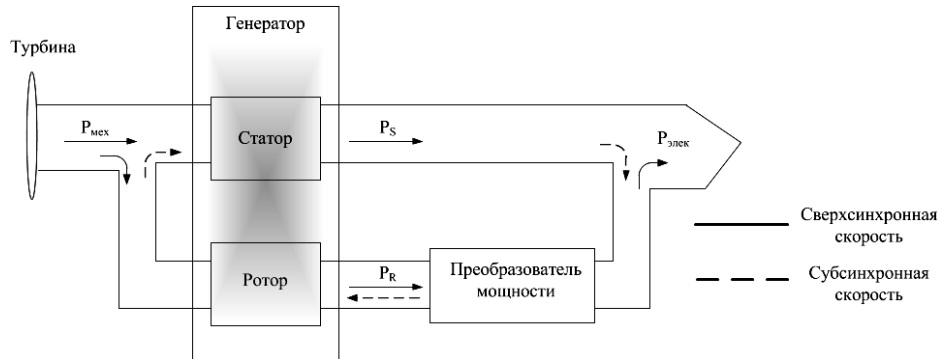 Генератор
Турбина
Pмех
Статор
PS
Pэлек
Сверхсинхронная
скорость
Ротор
PR
Преобразователь
мощности
Субсинхронная
скорость